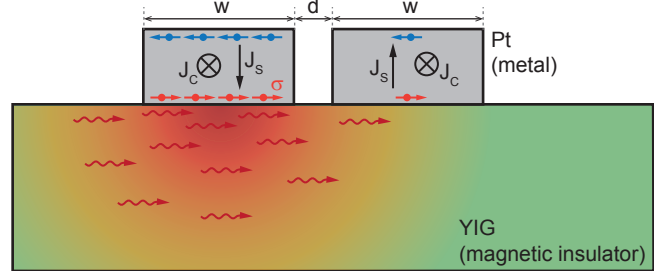 w d w
J_C J_S σ
J_S J_C
Pt
(metal)
YIG
(magnetic insulator)